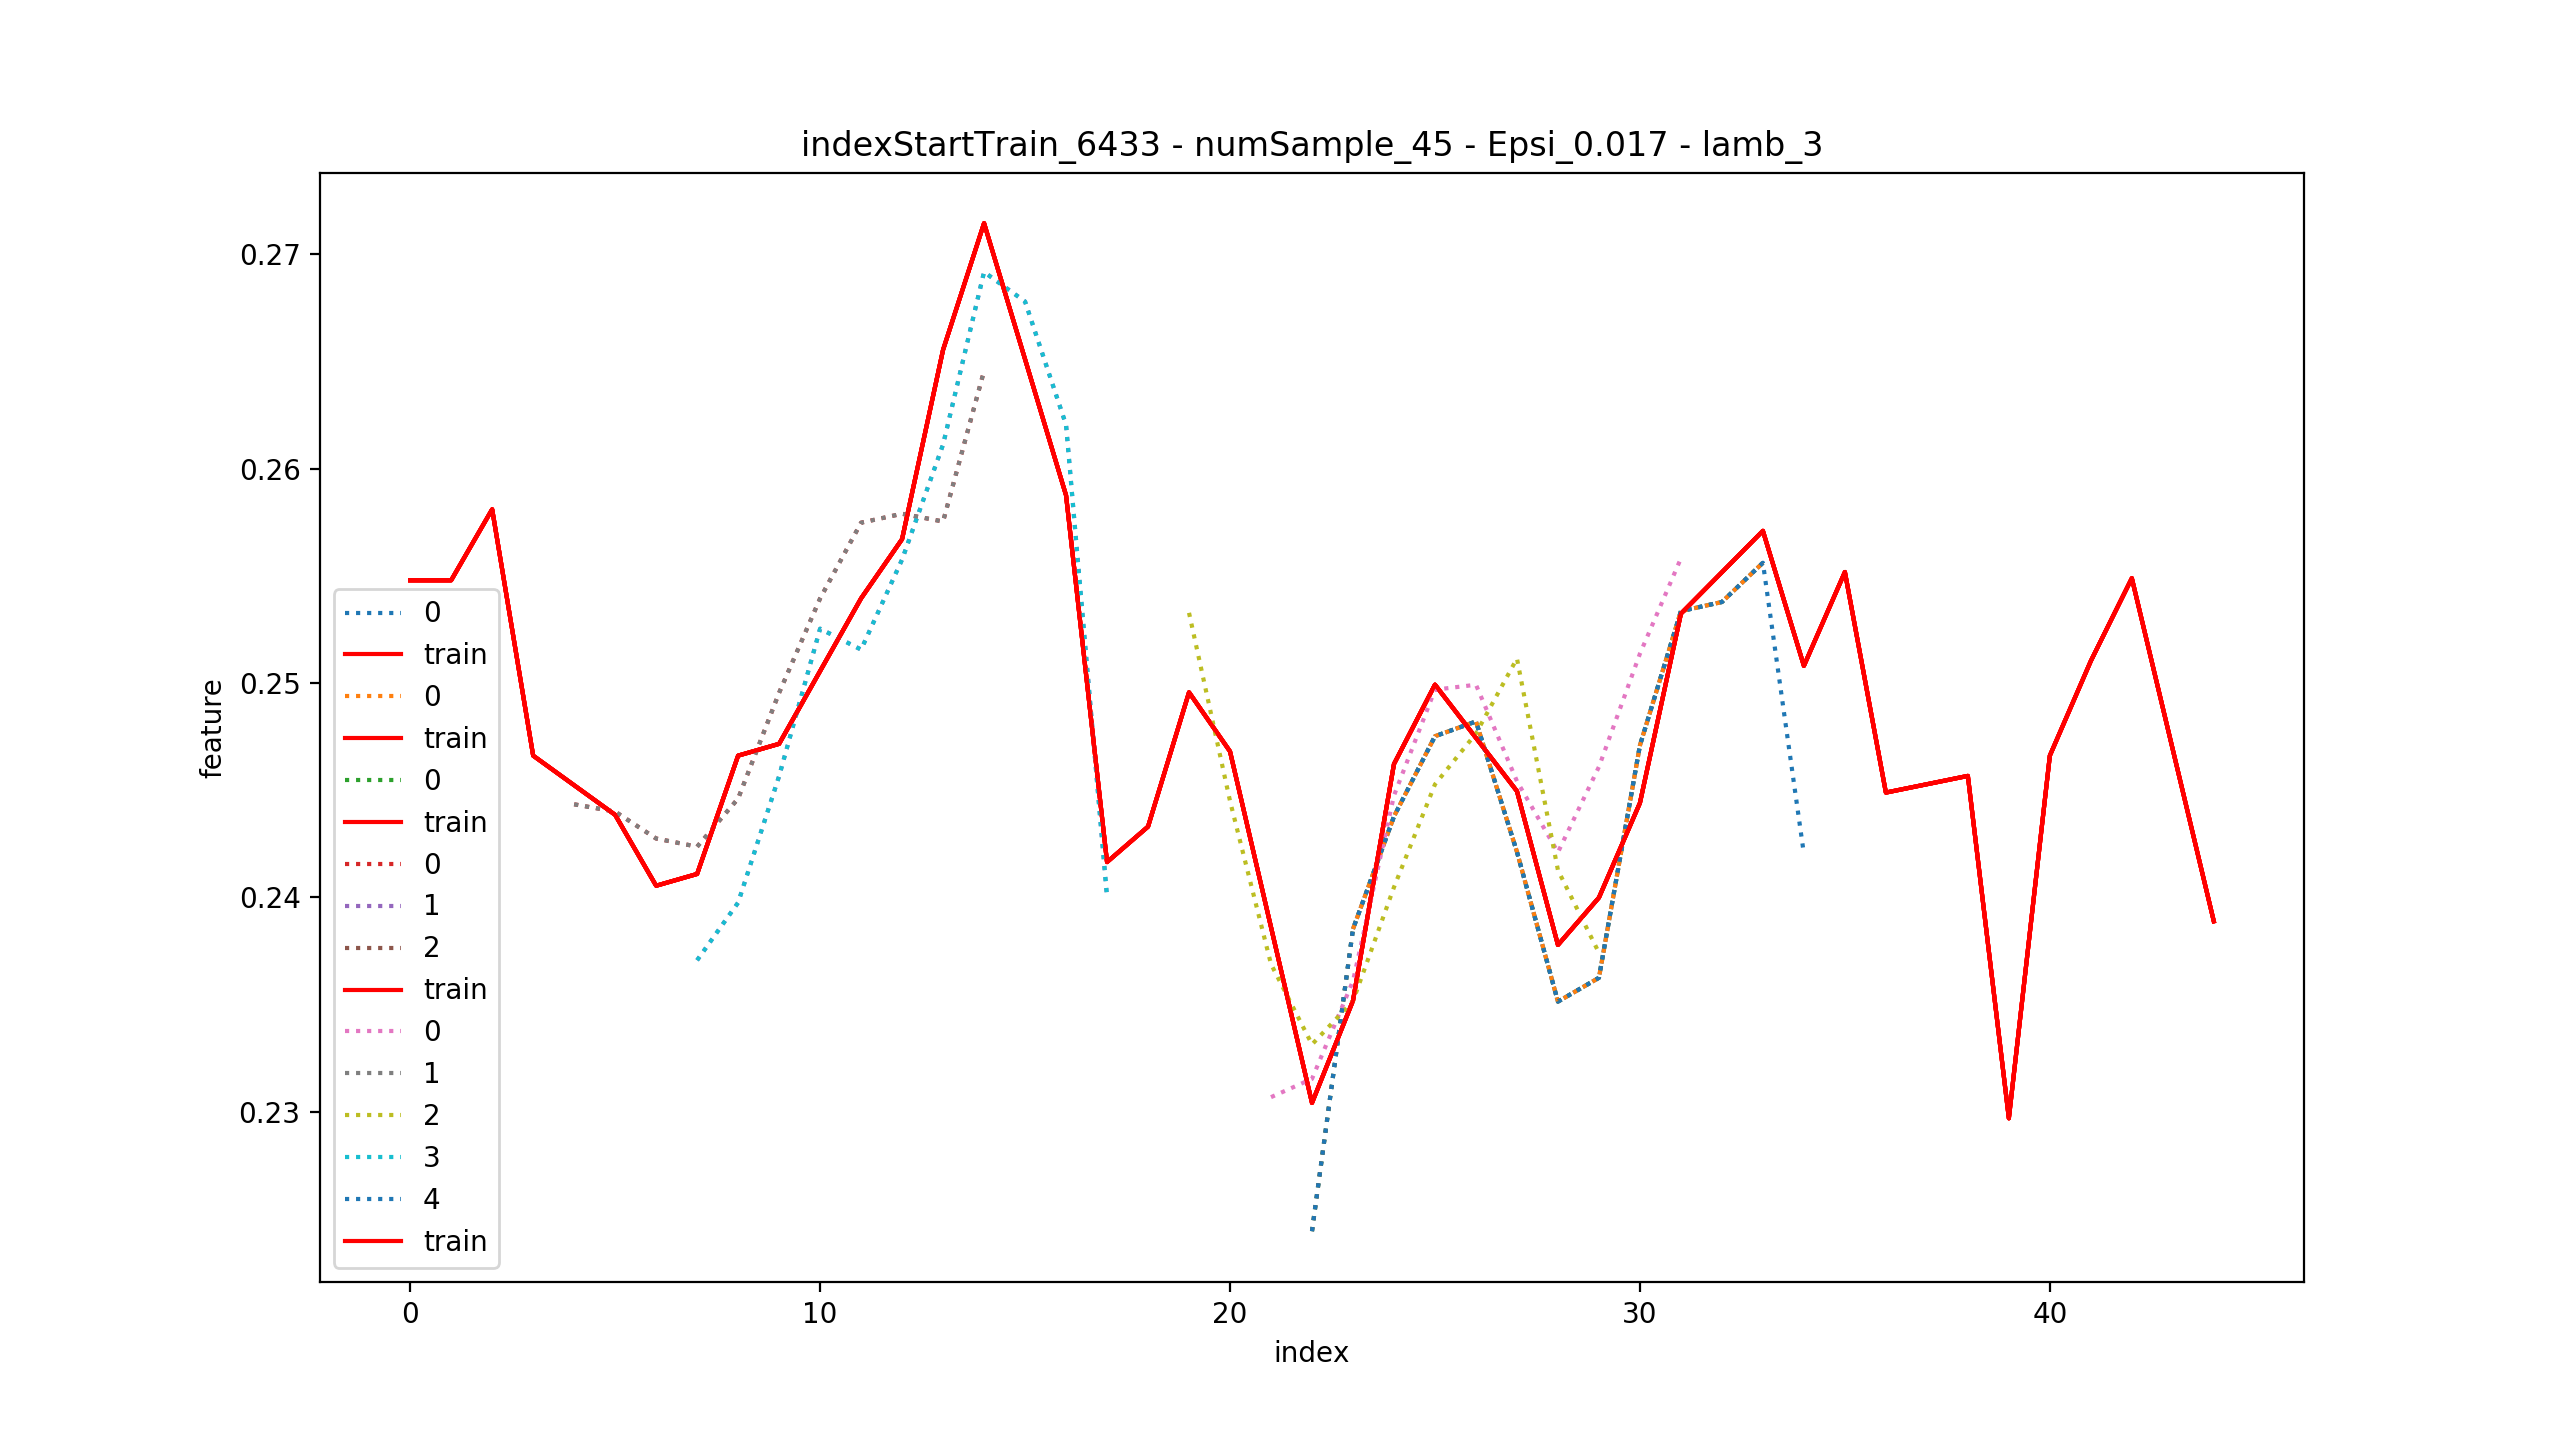 indexStartTrain_6433 - numSample_45 - Epsi_0.017 - lamb_3
0.27
0.26
0.25
0.24
0.23
feature
0
train
0
train
0
train
0
1
2
train
0
1
2
3
4
train
0 10 20 30 40
index